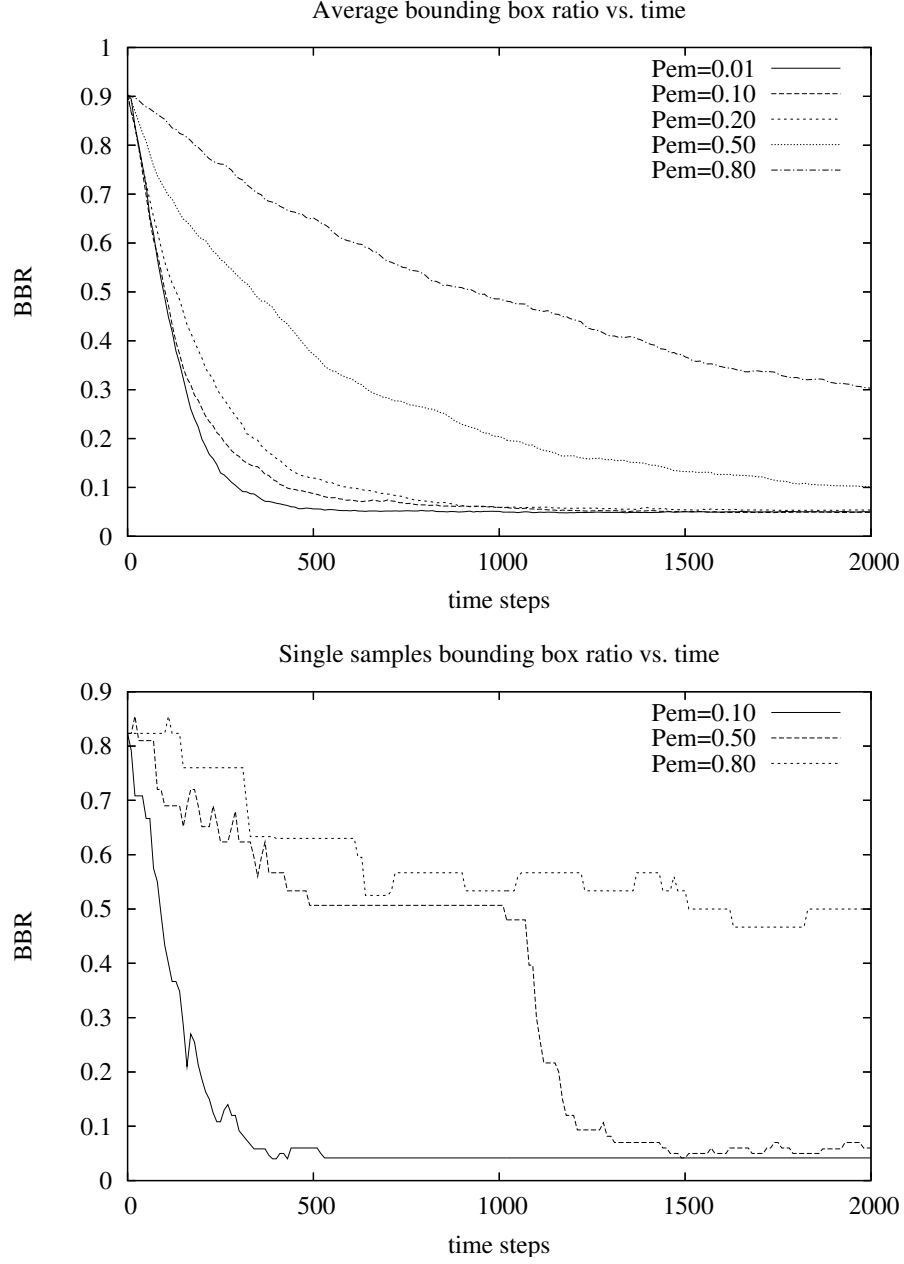 Average bounding box ratio vs. time
1
0.9
0.8
0.7
0.6
0.5
0.4
0.3
0.2
0.1
0
BBR
Pem=0.01
Pem=0.10
Pem=0.20
Pem=0.50
Pem=0.80
0 500 1000 1500 2000
time steps
Single samples bounding box ratio vs. time
0.9
0.8
0.7
0.6
0.5
0.4
0.3
0.2
0.1
0
BBR
Pem=0.10
Pem=0.50
Pem=0.80
0 500 1000 1500 2000
time steps